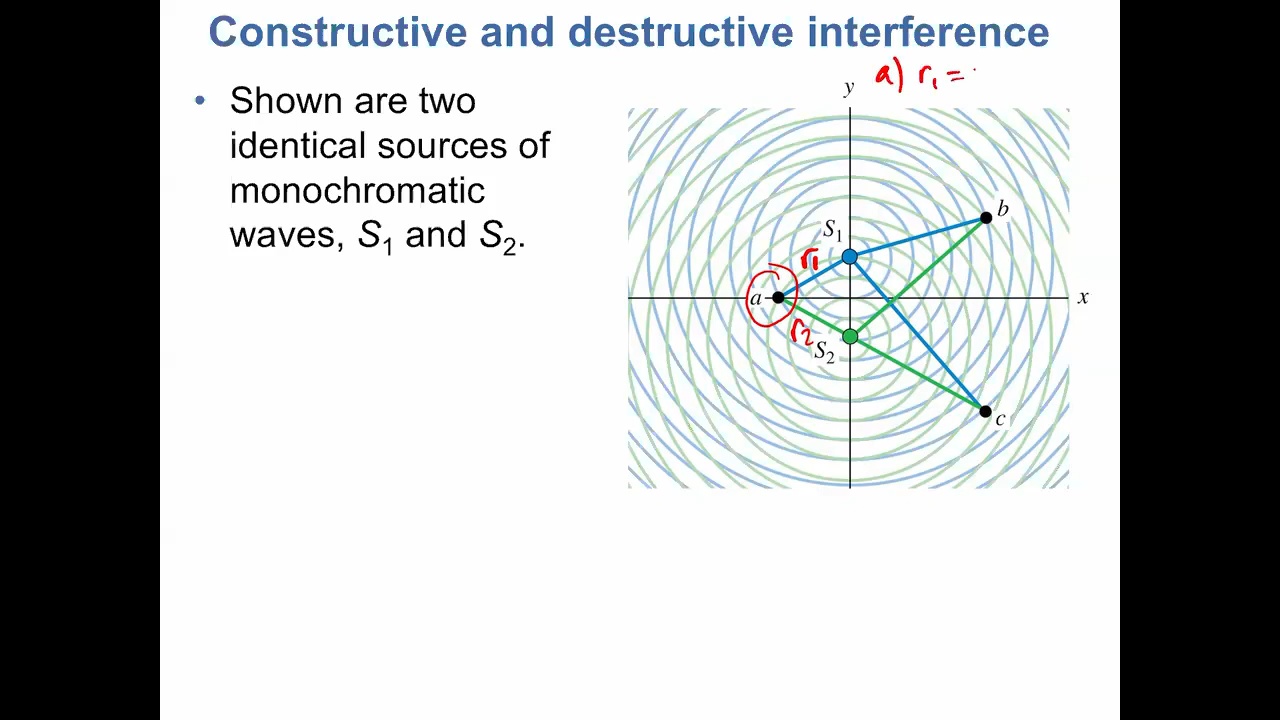 Constructive and destructive interference
a) r₁ =
y
• Shown are two
identical sources of
monochromatic
waves, S₁ and S₂.
b
S₁
r₁
a
x
r₂
S₂
c